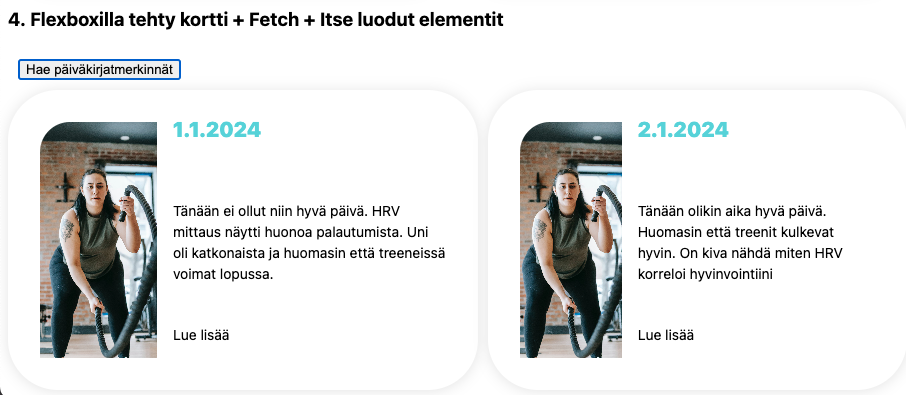 4. Flexboxilla tehty kortti + Fetch + Itse luodut elementit
Hae päiväkirjatmerkinnät
1.1.2024
Tänään ei ollut niin hyvä päivä. HRV
mittaus näytti huonoa palautumista. Uni
oli katkonaista ja huomasin että treeneissä
voimat lopussa.
Lue lisää
2.1.2024
Tänään olikin aika hyvä päivä.
Huomasin että treenit kulkevat
hyvin. On kiva nähdä miten HRV
korreloi hyvinvointiini
Lue lisää